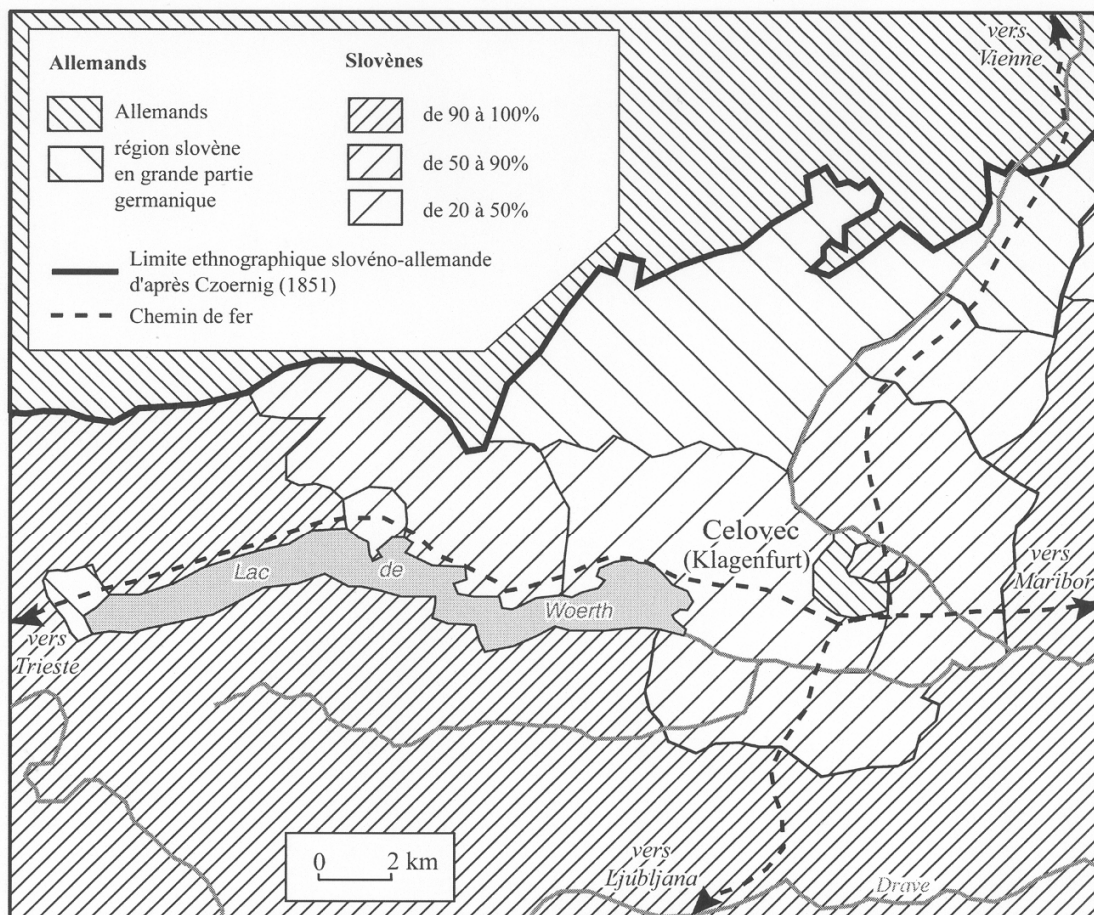 Allemands
Allemands
région slovène
en grande partie
germanique
Slovènes
de 90 à 100%
de 50 à 90%
de 20 à 50%
Limite ethnographique slovéno-allemande
d'après Czoernig (1851)
Chemin de fer
vers
Vienne
Celovec
(Klagenfurt)
Lac
de
Woerth
vers
Maribor
vers
Trieste
0 2 km
vers
Ljubljana
Drave